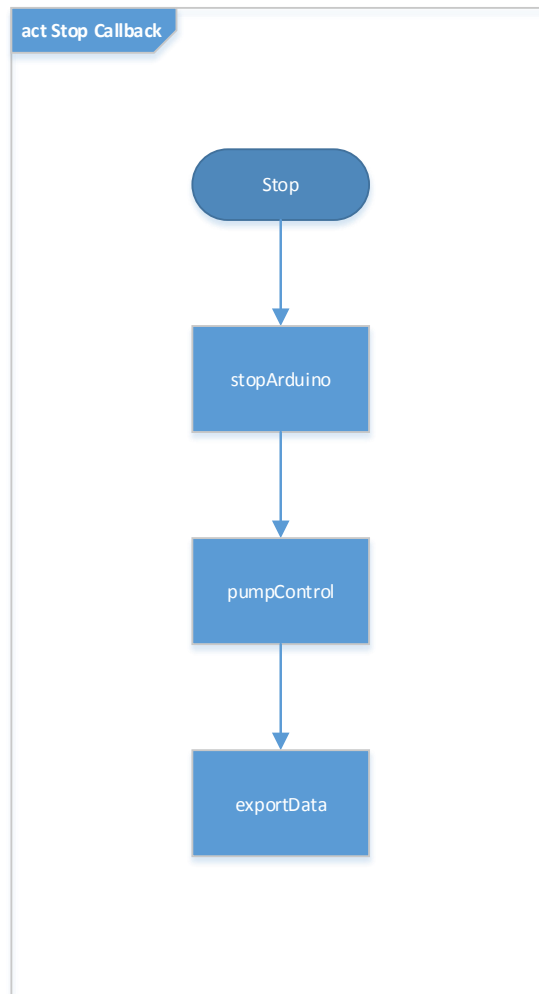 act Stop Callback
Stop
stopArduino
pumpControl
exportData